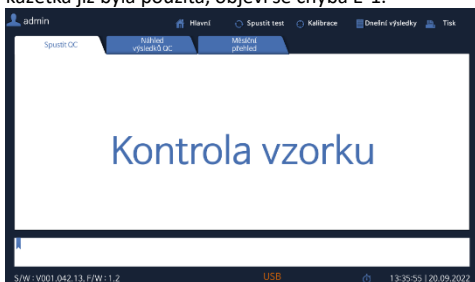 kazetka již byla použita, objeví se chyba E-1.
admin
Hlavní
Spustit test
Kalibrace
Dnešní výsledky
Tisk
Spustit QC
Náhled
výsledků QC
Měsíční
přehled
Kontrola vzorku
S/W : V001.042.13, F/W : 1.2
USB
13:35:55 | 20.09.2022